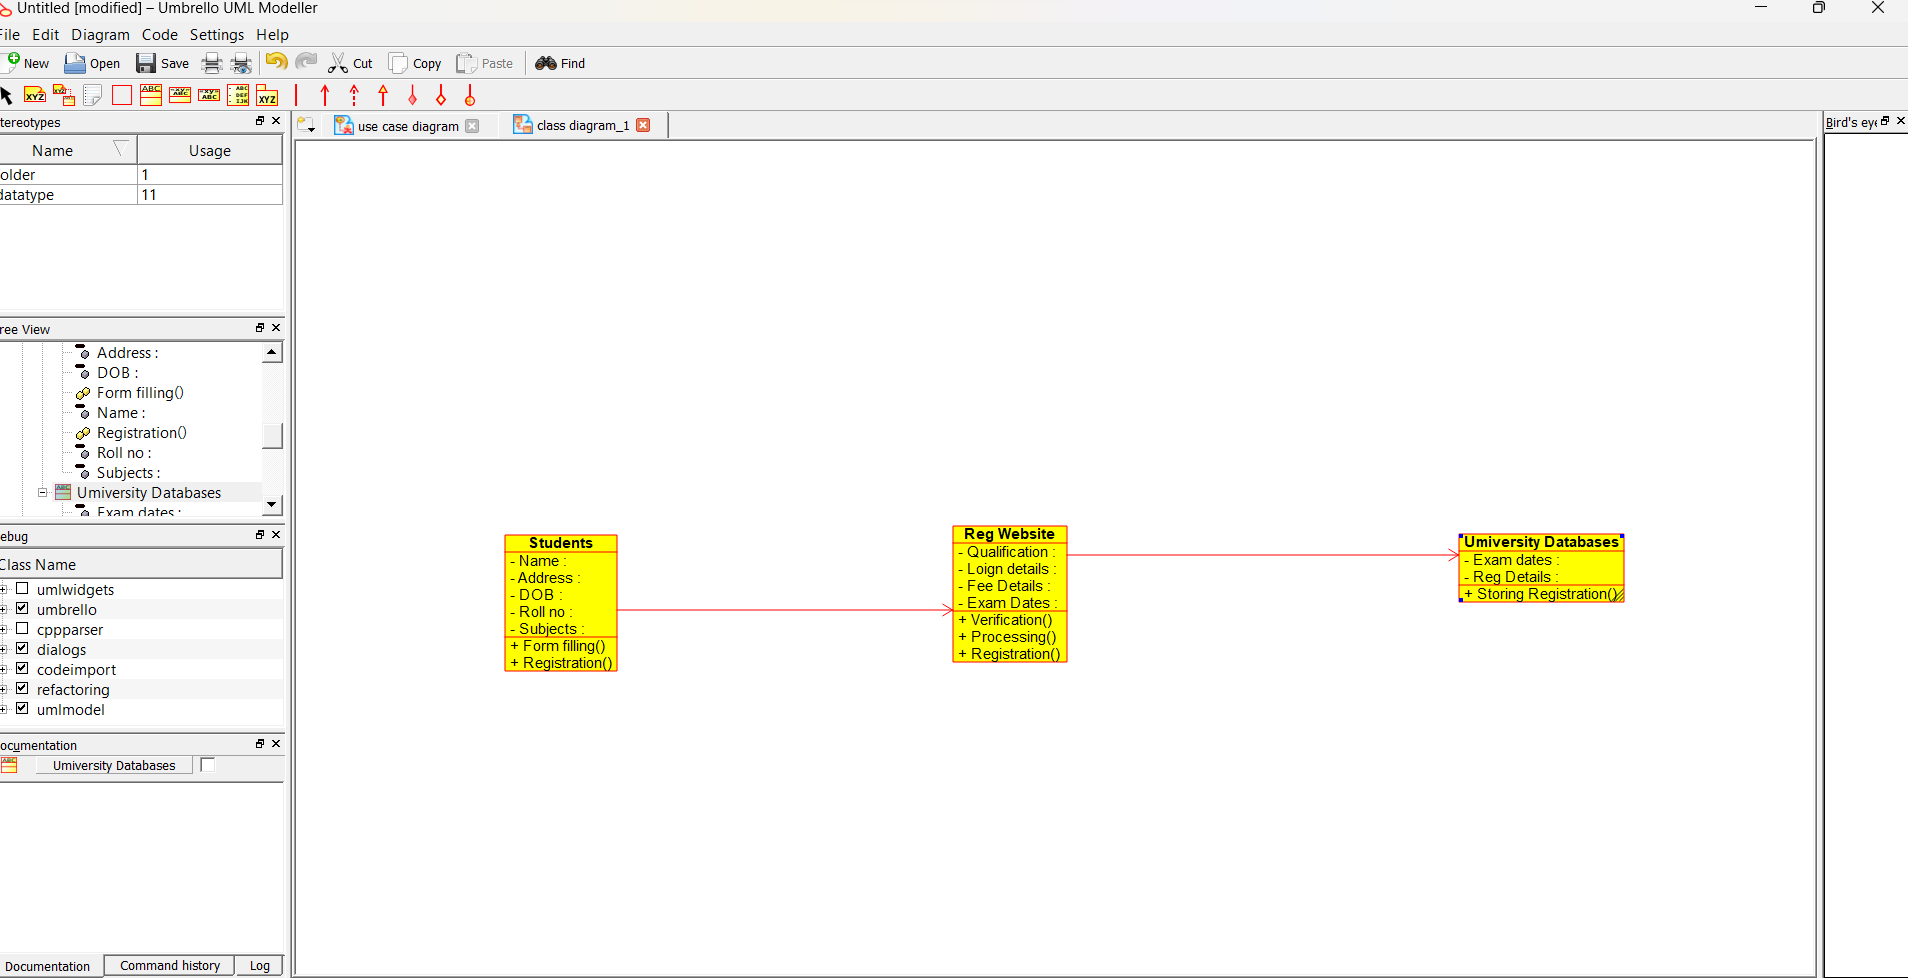 Untitled [modified] – Umbrello UML Modeller
File Edit Diagram Code Settings Help
New Open Save Cut Copy Paste Find
XYZ
ABC
tereotypes
use case diagram
class diagram_1
Bird's eye
Name Usage
older 1
datatype 11
ree View
Address :
DOB :
Form filling()
Name :
Registration()
Roll no :
Subjects :
Umiversity Databases
Exam dates :
Students
- Name :
- Address :
- DOB :
- Roll no :
- Subjects :
+ Form filling()
+ Registration()
Reg Website
- Qualification :
- Loign details :
- Fee Details :
- Exam Dates :
+ Verification()
+ Processing()
+ Registration()
Umiversity Databases
- Exam dates :
- Reg Details :
+ Storing Registration()
ebug
Class Name
umlwidgets
umbrello
cppparser
dialogs
codeimport
refactoring
umlmodel
ocumentation
Umiversity Databases
Documentation Command history Log